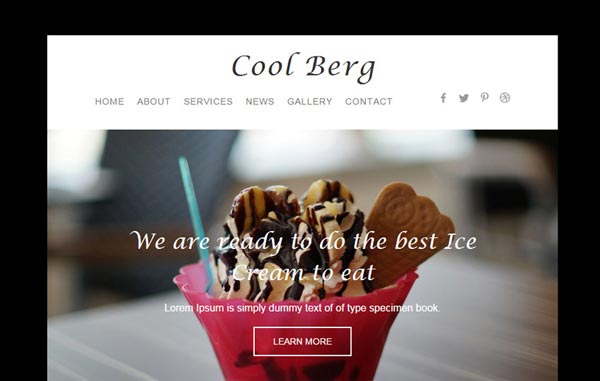 Cool Berg
HOME ABOUT SERVICES NEWS GALLERY CONTACT
We are ready to do the best Ice
Cream to eat
Lorem Ipsum is simply dummy text of of type specimen book.
LEARN MORE